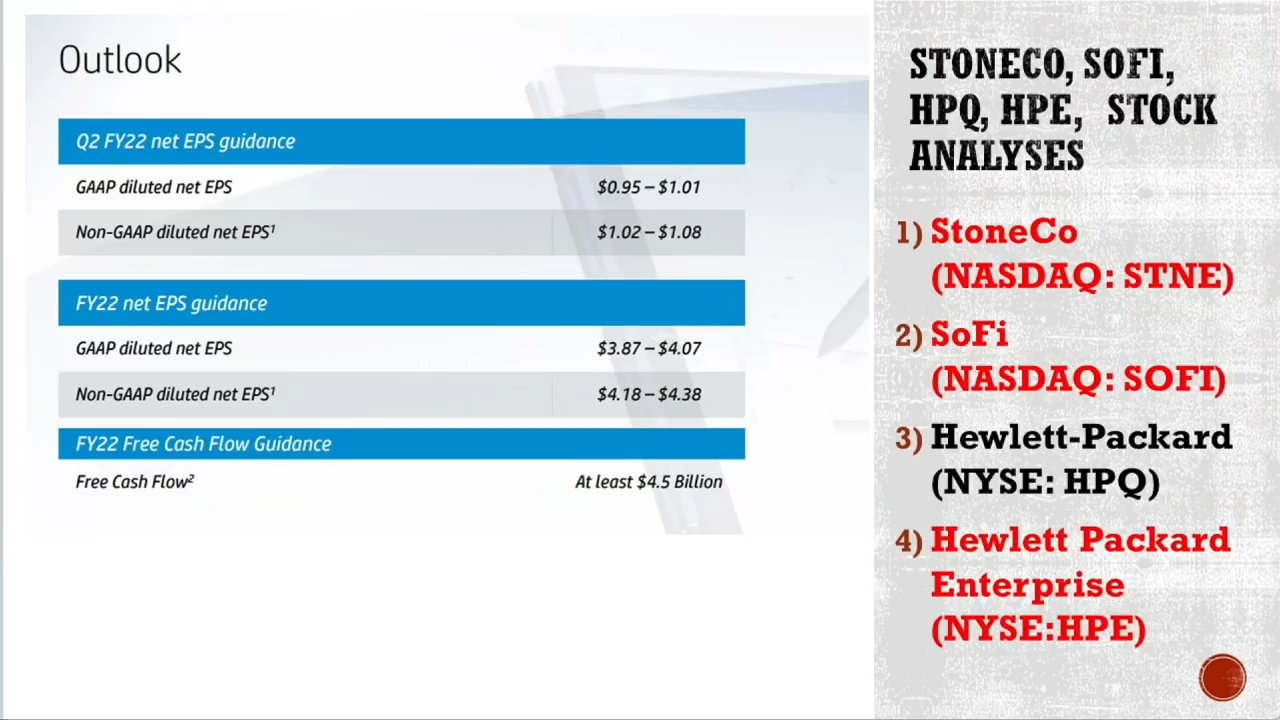 Outlook
Q2 FY22 net EPS guidance
GAAP diluted net EPS $0.95 – $1.01
Non-GAAP diluted net EPS¹ $1.02 – $1.08
FY22 net EPS guidance
GAAP diluted net EPS $3.87 – $4.07
Non-GAAP diluted net EPS¹ $4.18 – $4.38
FY22 Free Cash Flow Guidance
Free Cash Flow² At least $4.5 Billion
STONECO, SOFI,
HPQ, HPE, STOCK
ANALYSES
1) StoneCo
(NASDAQ: STNE)
2) SoFi
(NASDAQ: SOFI)
3) Hewlett-Packard
(NYSE: HPQ)
4) Hewlett Packard
Enterprise
(NYSE:HPE)